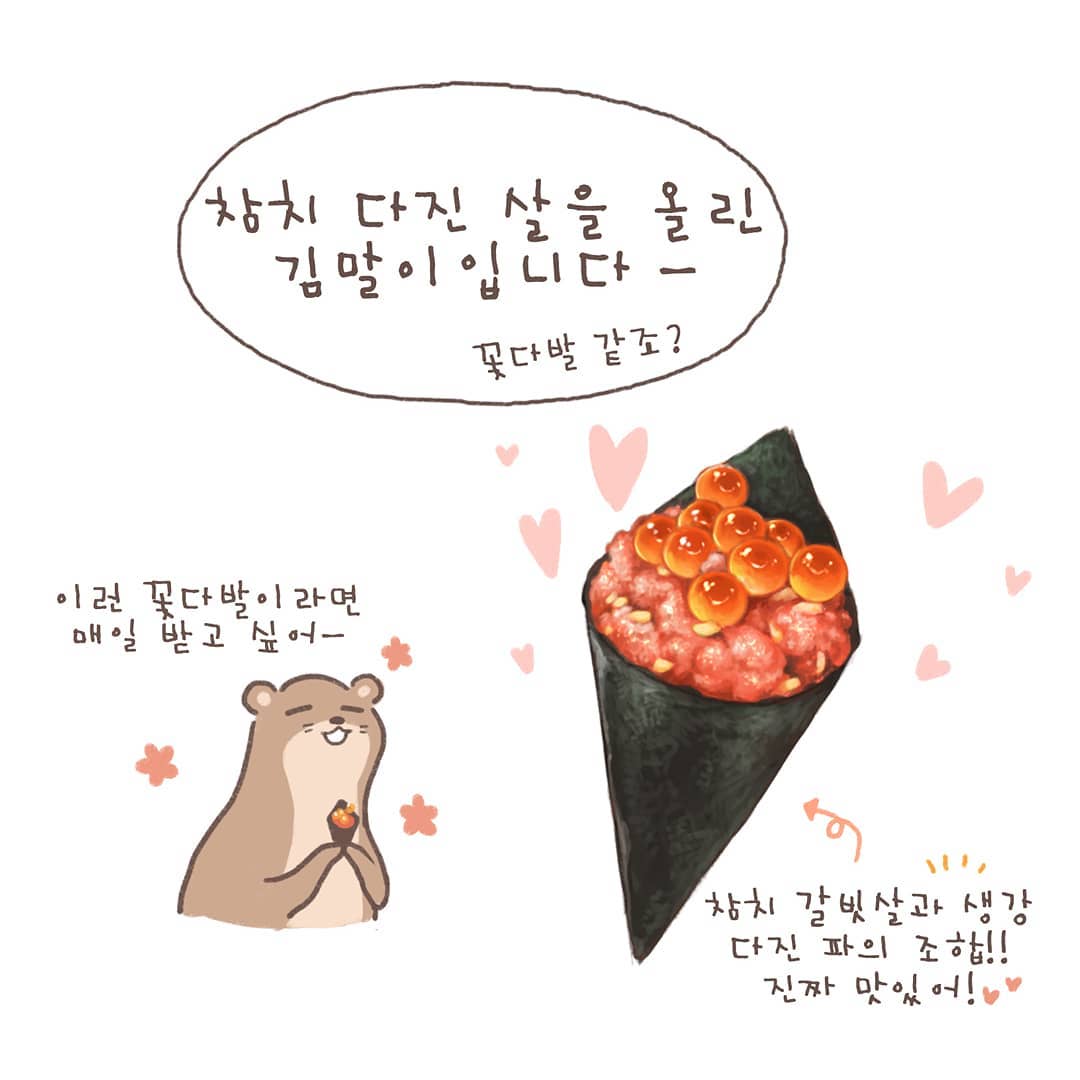 참치 다진 살을 올린
김말이입니다 -
꽃다발 같죠?
이런 꽃다발이라면
매일 받고 싶어-
참치 갈빗살과 생강
다진 파의 조합!!
진짜 맛있어!